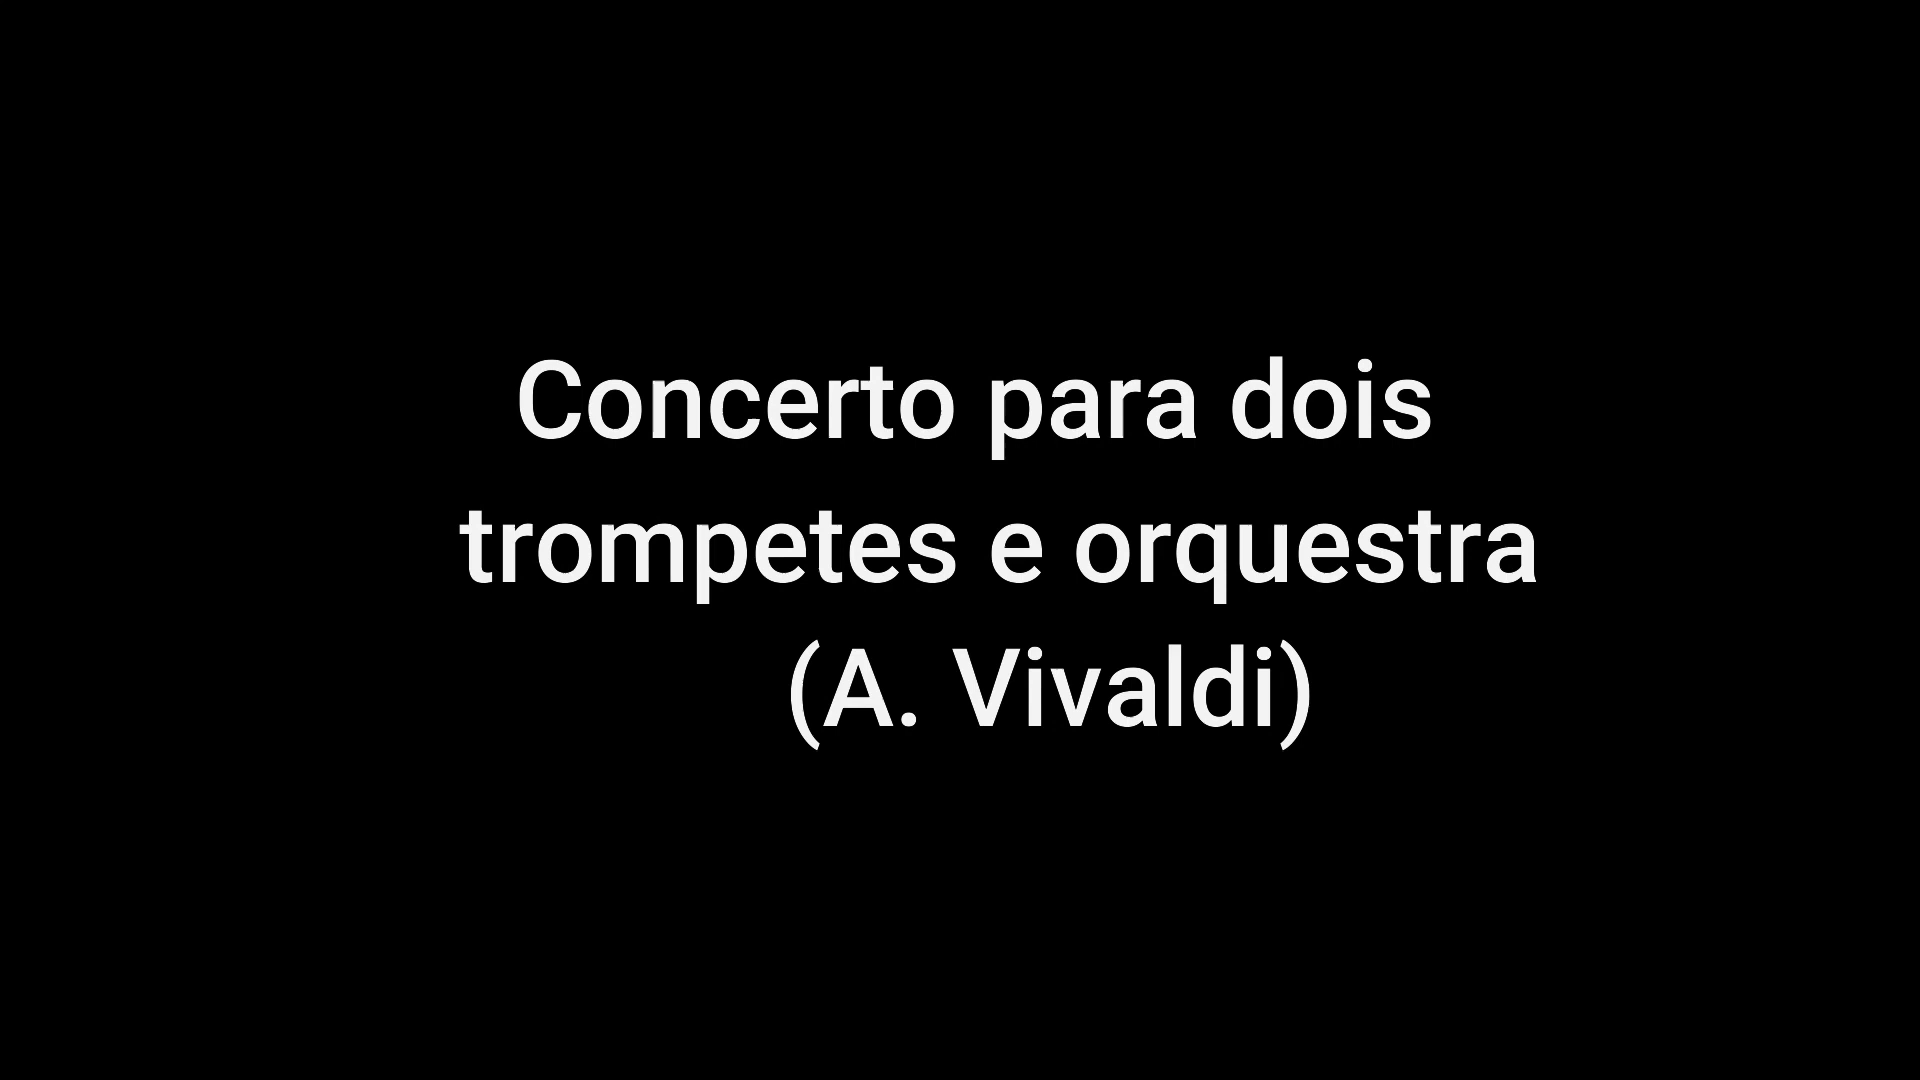 Concerto para dois
trompetes e orquestra
(A. Vivaldi)